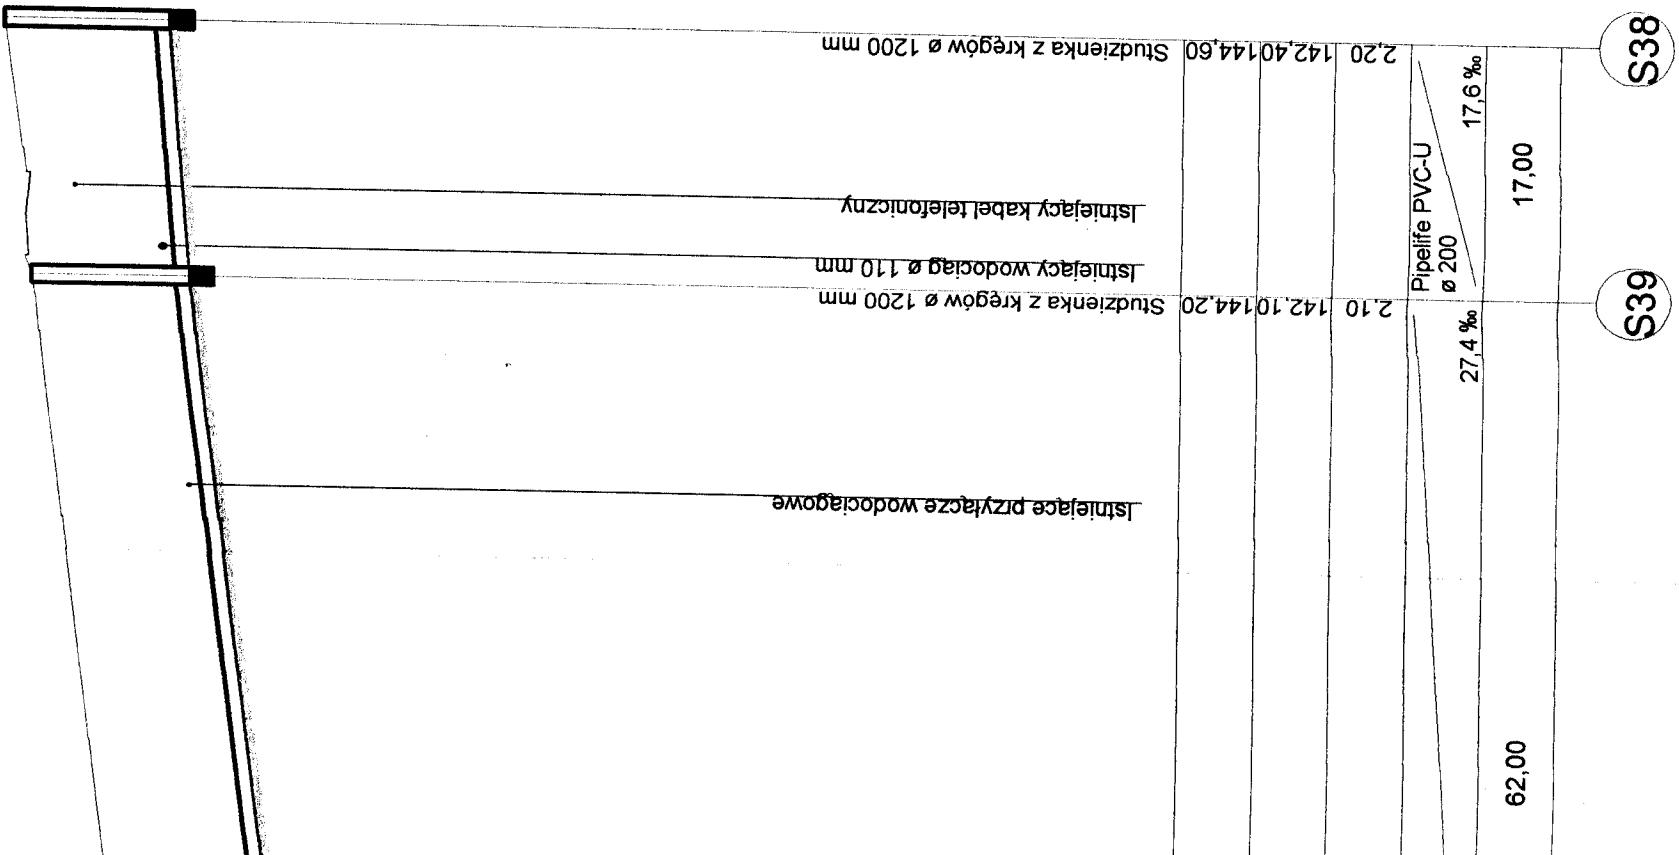 S38
Studzienka z kręgów ø 1200 mm
144,60
142,40
2,20
17,6 ‰
17,00
Istniejący kabel telefoniczny
Istniejący wodociąg ø 110 mm
Pipelife PVC-U
ø 200
S39
Studzienka z kręgów ø 1200 mm
144,20
142,10
2,10
27,4 ‰
62,00
Istniejące przyłącze wodociągowe